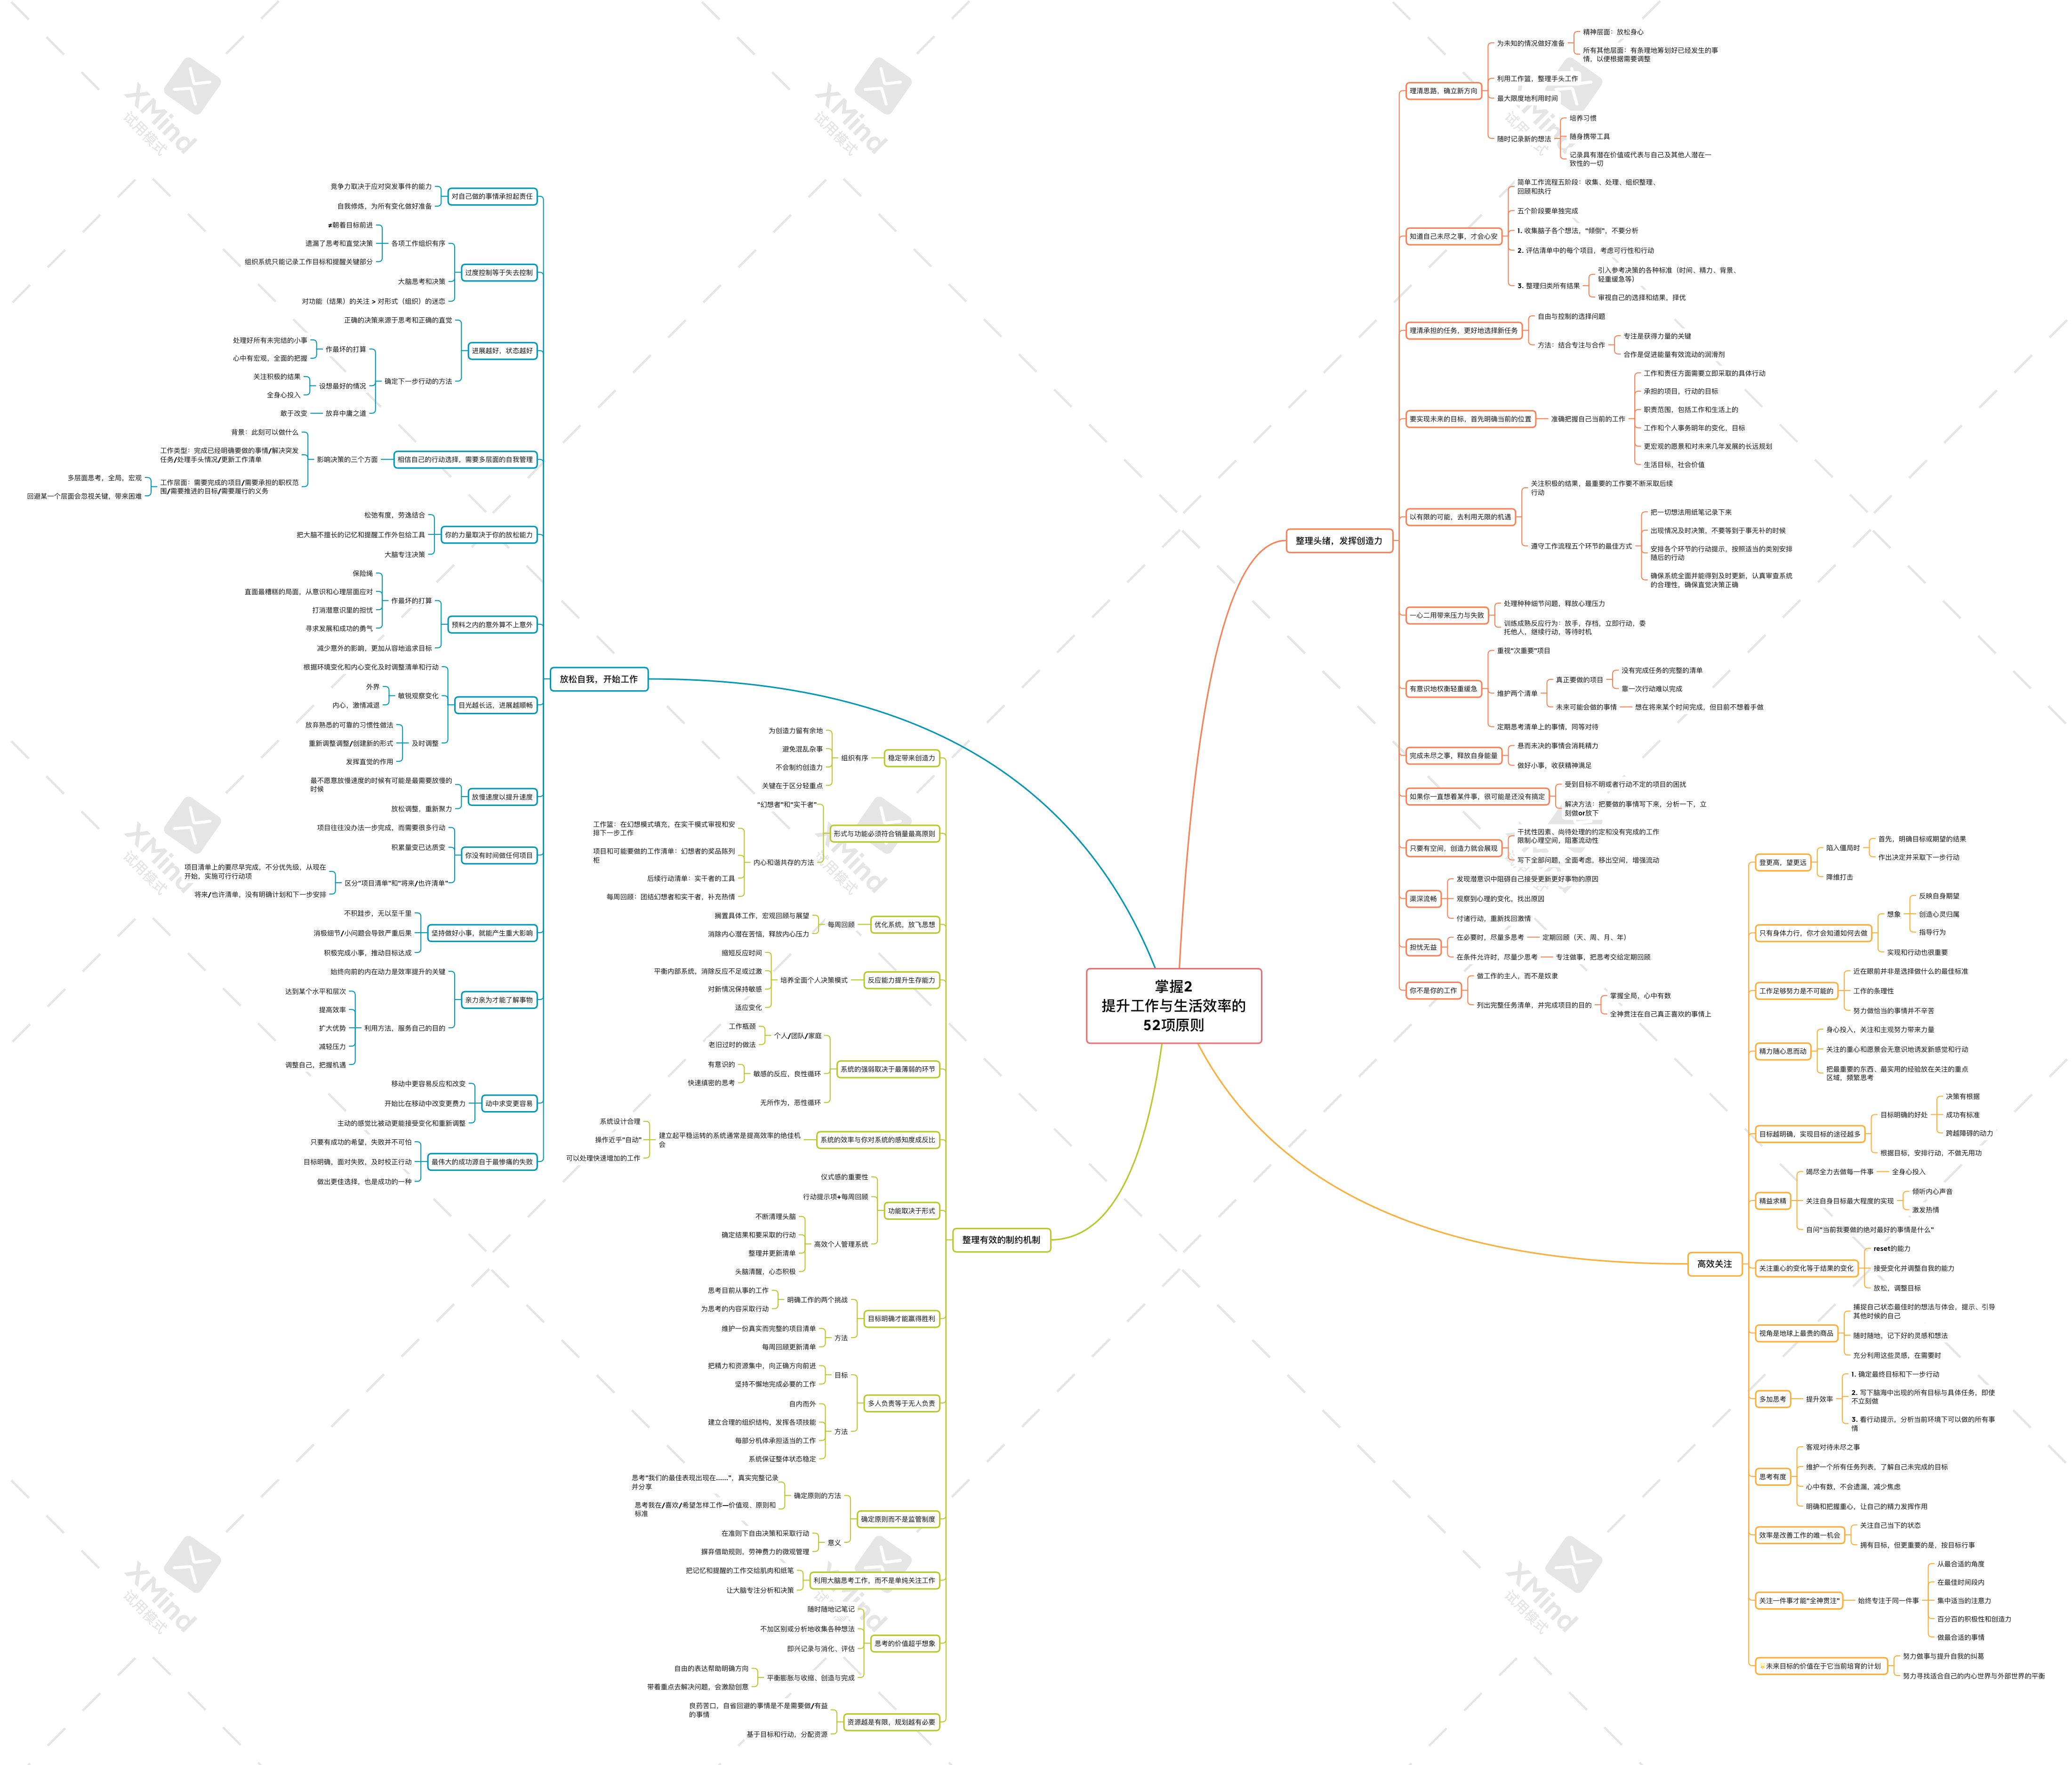 掌握2
提升工作与生活效率的
52项原则
整理头绪，发挥创造力
理清思路，确立新方向
为未知的情况做好准备
精神层面：放松身心
所有其他层面：有条理地筹划好已经发生的事
情，以便根据需要调整
利用工作篮，整理手头工作
最大限度地利用时间
随时记录新的想法
培养习惯
随身携带工具
记录具有潜在价值或代表与自己及其他人潜在一
致性的一切
知道自己未尽之事，才会心安
简单工作流程五阶段：收集、处理、组织整理、
回顾和执行
五个阶段要单独完成
1. 收集脑子各个想法，"倾倒"，不要分析
2. 评估清单中的每个项目，考虑可行性和行动
3. 整理归类所有结果
引入参考决策的各种标准（时间、精力、背景、
轻重缓急等）
审视自己的选择和结果，择优
理清承担的任务，更好地选择新任务
自由与控制的选择问题
方法：结合专注与合作
专注是获得力量的关键
合作是促进能量有效流动的润滑剂
要实现未来的目标，首先明确当前的位置
准确把握自己当前的工作
工作和责任方面需要立即采取的具体行动
承担的项目，行动的目标
职责范围，包括工作和生活上的
工作和个人事务明年的变化，目标
更宏观的愿景和对未来几年发展的长远规划
生活目标，社会价值
以有限的可能，去利用无限的机遇
关注积极的结果，最重要的工作要不断采取后续
行动
遵守工作流程五个环节的最佳方式
把一切想法用纸笔记录下来
出现情况及时决策，不要等到于事无补的时候
安排各个环节的行动提示，按照适当的类别安排
随后的行动
确保系统全面并能得到及时更新，认真审查系统
的合理性，确保直觉决策正确
一心二用带来压力与失败
处理种种细节问题，释放心理压力
训练成熟反应行为：放手，存档，立即行动，委
托他人，继续行动，等待时机
有意识地权衡轻重缓急
重视"次重要"项目
维护两个清单
真正要做的项目
没有完成任务的完整的清单
靠一次行动难以完成
未来可能会做的事情
想在将来某个时间完成，但目前不想着手做
定期思考清单上的事情，同等对待
完成未尽之事，释放自身能量
悬而未决的事情会消耗精力
做好小事，收获精神满足
如果你一直想着某件事，很可能是还没有搞定
受到目标不明或者行动不定的项目的困扰
解决方法：把要做的事情写下来，分析一下，立
刻做or放下
只要有空间，创造力就会展现
干扰性因素、尚待处理的约定和没有完成的工作
限制心理空间，阻塞流动性
写下全部问题，全面考虑，移出空间，增强流动
渠深流畅
发现潜意识中阻碍自己接受更新更好事物的原因
观察到心理的变化，找出原因
付诸行动，重新找回激情
担忧无益
在必要时，尽量多思考
定期回顾（天、周、月、年）
在条件允许时，尽量少思考
专注做事，把思考交给定期回顾
你不是你的工作
做工作的主人，而不是奴隶
列出完整任务清单，并完成项目的目的
掌握全局，心中有数
全神贯注在自己真正喜欢的事情上
高效关注
登更高，望更远
陷入僵局时
首先，明确目标或期望的结果
作出决定并采取下一步行动
降维打击
只有身体力行，你才会知道如何去做
想象
反映自身期望
创造心灵归属
指导行为
实现和行动也很重要
工作足够努力是不可能的
近在眼前并非是选择做什么的最佳标准
工作的条理性
努力做恰当的事情并不辛苦
精力随心思而动
身心投入，关注和主观努力带来力量
关注的重心和愿景会无意识地诱发新感觉和行动
把最重要的东西、最实用的经验放在关注的重点
区域，频繁思考
目标越明确，实现目标的途径越多
目标明确的好处
决策有根据
成功有标准
跨越障碍的动力
根据目标，安排行动，不做无用功
精益求精
竭尽全力去做每一件事
全身心投入
关注自身目标最大程度的实现
倾听内心声音
激发热情
自问"当前我要做的绝对最好的事情是什么"
关注重心的变化等于结果的变化
reset的能力
接受变化并调整自我的能力
放松，调整目标
视角是地球上最贵的商品
捕捉自己状态最佳时的想法与体会，提示、引导
其他时候的自己
随时随地，记下好的灵感和想法
充分利用这些灵感，在需要时
多加思考
提升效率
1. 确定最终目标和下一步行动
2. 写下脑海中出现的所有目标与具体任务，即使
不立刻做
3. 看行动提示，分析当前环境下可以做的所有事
情
思考有度
客观对待未尽之事
维护一个所有任务列表，了解自己未完成的目标
心中有数，不会遗漏，减少焦虑
明确和把握重心，让自己的精力发挥作用
效率是改善工作的唯一机会
关注自己当下的状态
拥有目标，但更重要的是，按目标行事
关注一件事才能"全神贯注"
始终专注于同一件事
从最合适的角度
在最佳时间段内
集中适当的注意力
百分百的积极性和创造力
做最合适的事情
未来目标的价值在于它当前培育的计划
努力做事与提升自我的纠葛
努力寻找适合自己的内心世界与外部世界的平衡
整理有效的制约机制
稳定带来创造力
组织有序
为创造力留有余地
避免混乱杂事
不会制约创造力
关键在于区分轻重点
形式与功能必须符合销量最高原则
"幻想者"和"实干者"
内心和谐共存的方法
工作篮：在幻想模式填充，在实干模式审视和安
排下一步工作
项目和可能要做的工作清单：幻想者的奖品陈列
柜
后续行动清单：实干者的工具
每周回顾：团结幻想者和实干者，补充热情
优化系统，放飞思想
每周回顾
搁置具体工作，宏观回顾与展望
消除内心潜在苦恼，释放内心压力
反应能力提升生存能力
培养全面个人决策模式
缩短反应时间
平衡内部系统，消除反应不足或过激
对新情况保持敏感
适应变化
系统的强弱取决于最薄弱的环节
个人/团队/家庭
工作瓶颈
老旧过时的做法
敏感的反应，良性循环
有意识的
快速缜密的思考
无所作为，恶性循环
系统的效率与你对系统的感知度成反比
建立起平稳运转的系统通常是提高效率的绝佳机
会
系统设计合理
操作近乎"自动"
可以处理快速增加的工作
功能取决于形式
仪式感的重要性
行动提示项+每周回顾
高效个人管理系统
不断清理头脑
确定结果和要采取的行动
整理并更新清单
头脑清醒，心态积极
目标明确才能赢得胜利
明确工作的两个挑战
思考目前从事的工作
为思考的内容采取行动
方法
维护一份真实而完整的项目清单
每周回顾更新清单
多人负责等于无人负责
目标
把精力和资源集中，向正确方向前进
坚持不懈地完成必要的工作
方法
自内而外
建立合理的组织结构，发挥各项技能
每部分机体承担适当的工作
系统保证整体状态稳定
确定原则而不是监管制度
确定原则的方法
思考"我们的最佳表现出现在……"，真实完整记录
并分享
思考我在/喜欢/希望怎样工作—价值观、原则和
标准
意义
在准则下自由决策和采取行动
摒弃借助规则，劳神费力的微观管理
利用大脑思考工作，而不是单纯关注工作
把记忆和提醒的工作交给肌肉和纸笔
让大脑专注分析和决策
思考的价值超乎想象
随时随地记笔记
不加区别或分析地收集各种想法
即兴记录与消化、评估
平衡膨胀与收缩、创造与完成
自由的表达帮助明确方向
带着重点去解决问题，会激励创意
资源越是有限，规划越有必要
良药苦口，自省回避的事情是不是需要做/有益
的事情
基于目标和行动，分配资源
放松自我，开始工作
对自己做的事情承担起责任
竞争力取决于应对突发事件的能力
自我修炼，为所有变化做好准备
过度控制等于失去控制
各项工作组织有序
≠朝着目标前进
遗漏了思考和直觉决策
组织系统只能记录工作目标和提醒关键部分
大脑思考和决策
对功能（结果）的关注 > 对形式（组织）的迷恋
进展越好，状态越好
正确的决策来源于思考和正确的直觉
确定下一步行动的方法
作最坏的打算
处理好所有未完结的小事
心中有宏观，全面的把握
设想最好的情况
关注积极的结果
全身心投入
放弃中庸之道
敢于改变
相信自己的行动选择，需要多层面的自我管理
影响决策的三个方面
背景：此刻可以做什么
工作类型：完成已经明确要做的事情/解决突发
任务/处理手头情况/更新工作清单
工作层面：需要完成的项目/需要承担的职权范
围/需要推进的目标/需要履行的义务
多层面思考，全局，宏观
回避某一个层面会忽视关键，带来困难
你的力量取决于你的放松能力
松弛有度，劳逸结合
把大脑不擅长的记忆和提醒工作外包给工具
大脑专注决策
预料之内的意外算不上意外
作最坏的打算
保险绳
直面最糟糕的局面，从意识和心理层面应对
打消潜意识里的担忧
寻求发展和成功的勇气
减少意外的影响，更加从容地追求目标
目光越长远，进展越顺畅
根据环境变化和内心变化及时调整清单和行动
敏锐观察变化
外界
内心，激情减退
及时调整
放弃熟悉的可靠的习惯性做法
重新调整调整/创建新的形式
发挥直觉的作用
放慢速度以提升速度
最不愿意放慢速度的时候有可能是最需要放慢的
时候
放松调整，重新聚力
你没有时间做任何项目
项目往往没办法一步完成，而需要很多行动
积累量变已达质变
区分"项目清单"和"将来/也许清单"
项目清单上的要尽早完成，不分优先级，从现在
开始，实施可行行动项
将来/也许清单，没有明确计划和下一步安排
坚持做好小事，就能产生重大影响
不积跬步，无以至千里
消极细节/小问题会导致严重后果
积极完成小事，推动目标达成
亲力亲为才能了解事物
始终向前的内在动力是效率提升的关键
利用方法，服务自己的目的
达到某个水平和层次
提高效率
扩大优势
减轻压力
调整自己，把握机遇
动中求变更容易
移动中更容易反应和改变
开始比在移动中改变更费力
主动的感觉比被动更能接受变化和重新调整
最伟大的成功源自于最惨痛的失败
只要有成功的希望，失败并不可怕
目标明确，面对失败，及时校正行动
做出更佳选择，也是成功的一种
XMind
试用模式
XMind
试用模式
XMind
试用模式
XMind
试用模式
XMind
试用模式
XMind
试用模式
XMind
试用模式
XMind
试用模式